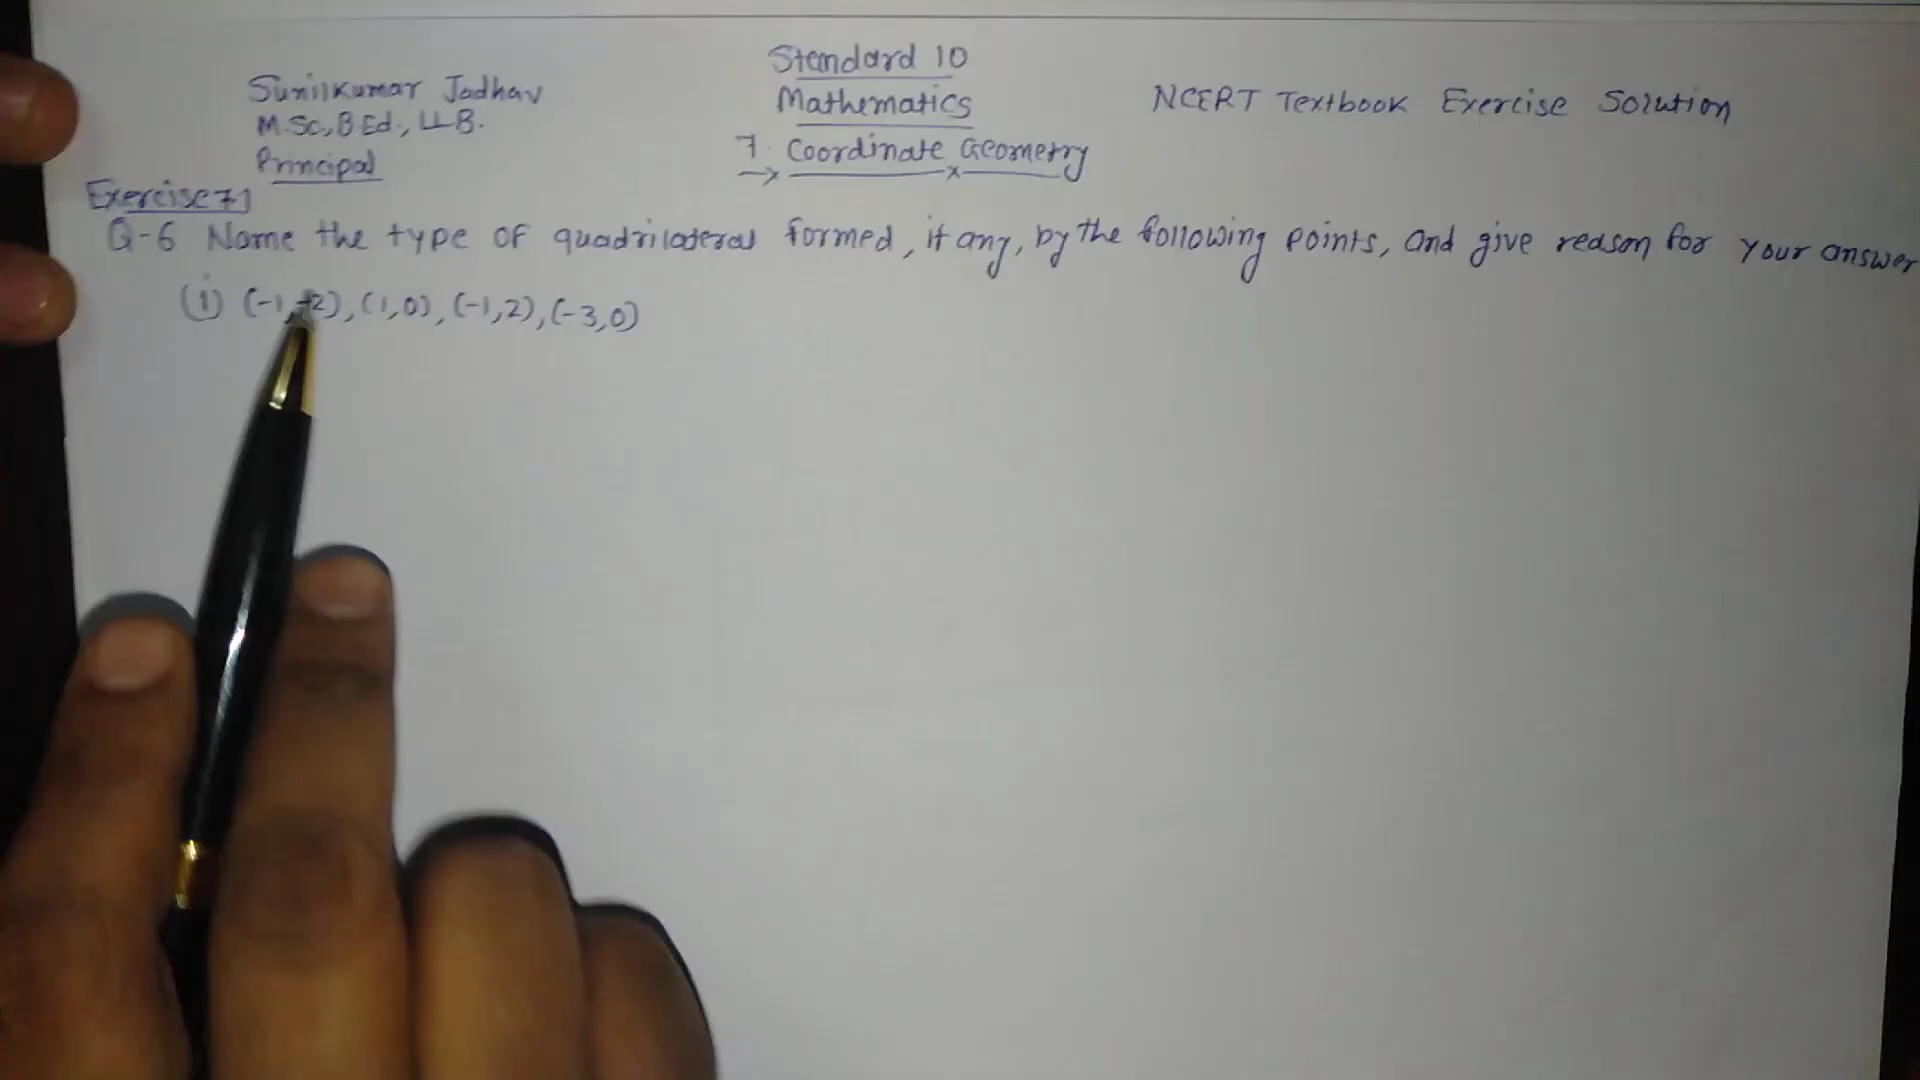 Standard 10
Sunilkumar Jadhav
Mathematics
NCERT Textbook Exercise Solution
M.Sc., B.Ed., LL.B.
7. Coordinate Geometry
Principal
Exercise 7.1
Q-6 Name the type of quadrilateral formed, if any, by the following points, and give reason for your answer
(i) (-1,-2), (1,0), (-1,2), (-3,0)